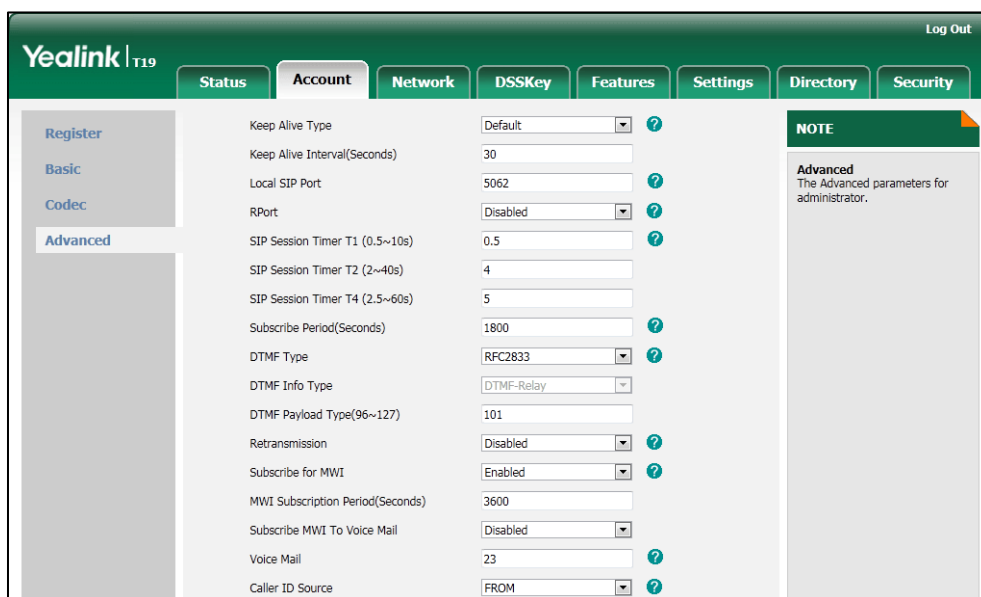 Log Out
Yealink T19
Status Account Network DSSKey Features Settings Directory Security
Register
Basic
Codec
Advanced
Keep Alive Type Default ?
Keep Alive Interval(Seconds) 30
Local SIP Port 5062 ?
RPort Disabled ?
SIP Session Timer T1 (0.5~10s) 0.5 ?
SIP Session Timer T2 (2~40s) 4
SIP Session Timer T4 (2.5~60s) 5
Subscribe Period(Seconds) 1800 ?
DTMF Type RFC2833 ?
DTMF Info Type DTMF-Relay
DTMF Payload Type(96~127) 101
Retransmission Disabled ?
Subscribe for MWI Enabled ?
MWI Subscription Period(Seconds) 3600
Subscribe MWI To Voice Mail Disabled
Voice Mail 23 ?
Caller ID Source FROM ?
NOTE
Advanced
The Advanced parameters for
administrator.